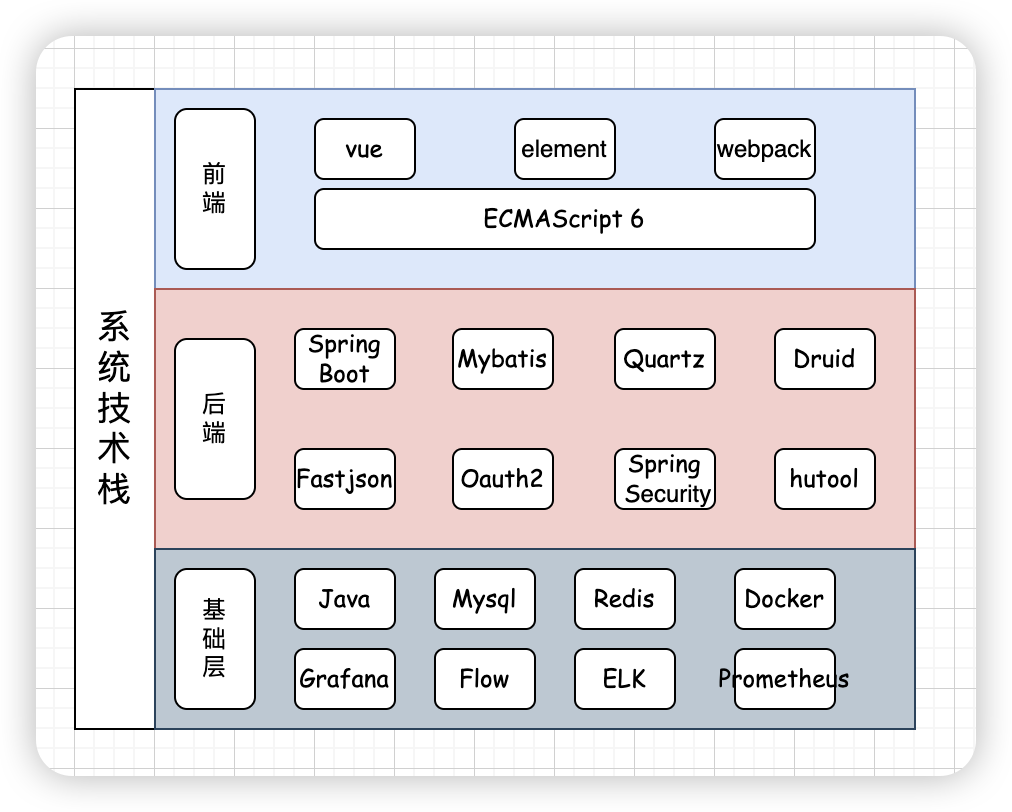 系统技术栈
前端
vue
element
webpack
ECMAScript 6
后端
Spring
Boot
Mybatis
Quartz
Druid
Fastjson
Oauth2
Spring
Security
hutool
基础层
Java
Mysql
Redis
Docker
Grafana
Flow
ELK
Prometheus